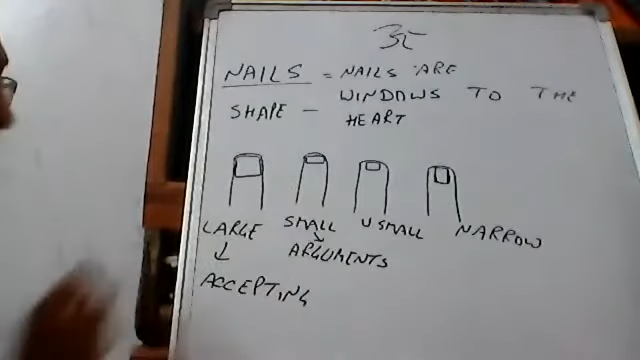 NAILS = NAILS ARE
WINDOWS TO THE
SHAPE - HEART
LARGE SMALL U SMALL NARROW
↓ ↘ ARGUMENTS
ACCEPTING